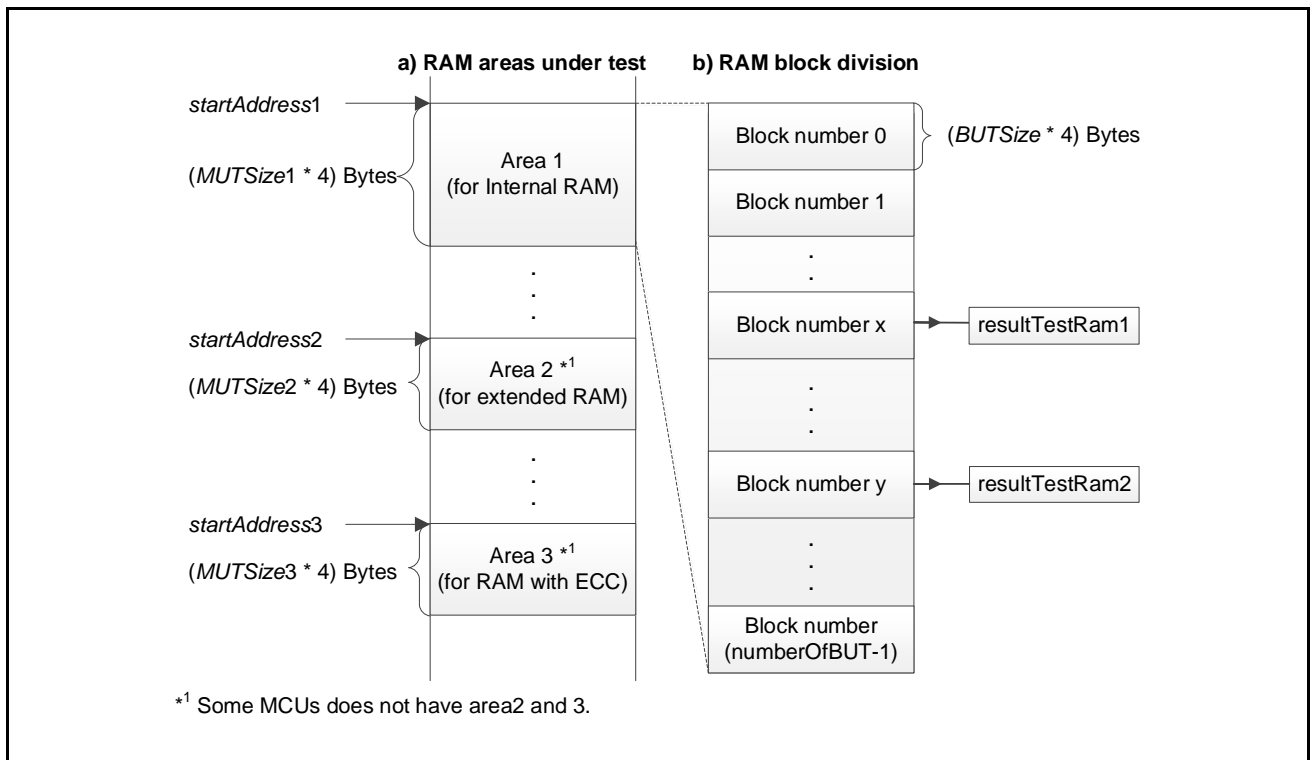 a) RAM areas under test
b) RAM block division
startAddress1
(MUTSize1 * 4) Bytes
Area 1
(for Internal RAM)
.
.
.
startAddress2
(MUTSize2 * 4) Bytes
Area 2 *1
(for extended RAM)
.
.
.
startAddress3
(MUTSize3 * 4) Bytes
Area 3 *1
(for RAM with ECC)
Block number 0
(BUTSize * 4) Bytes
Block number 1
.
.
Block number x
resultTestRam1
.
.
.
Block number y
resultTestRam2
.
.
.
Block number
(numberOfBUT-1)
*1 Some MCUs does not have area2 and 3.